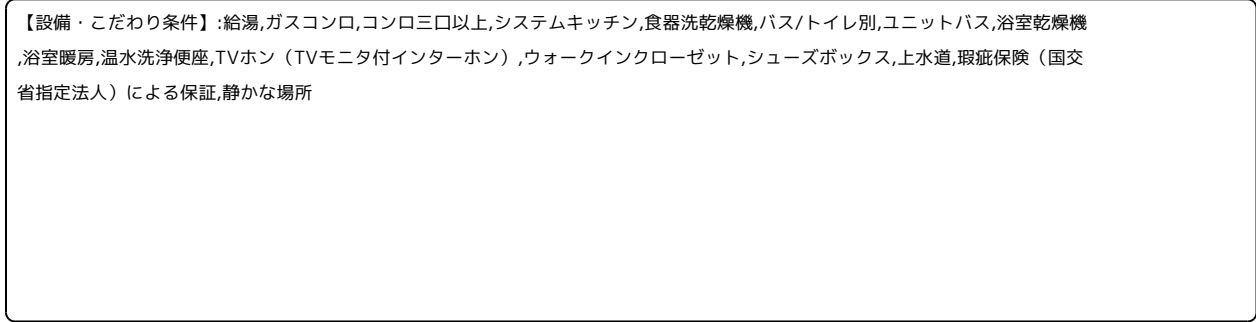 【設備・こだわり条件】:給湯,ガスコンロ,コンロ三口以上,システムキッチン,食器洗乾燥機,バス/トイレ別,ユニットバス,浴室乾燥機
,浴室暖房,温水洗浄便座,TVホン（TVモニタ付インターホン）,ウォークインクローゼット,シューズボックス,上水道,瑕疵保険（国交
省指定法人）による保証,静かな場所